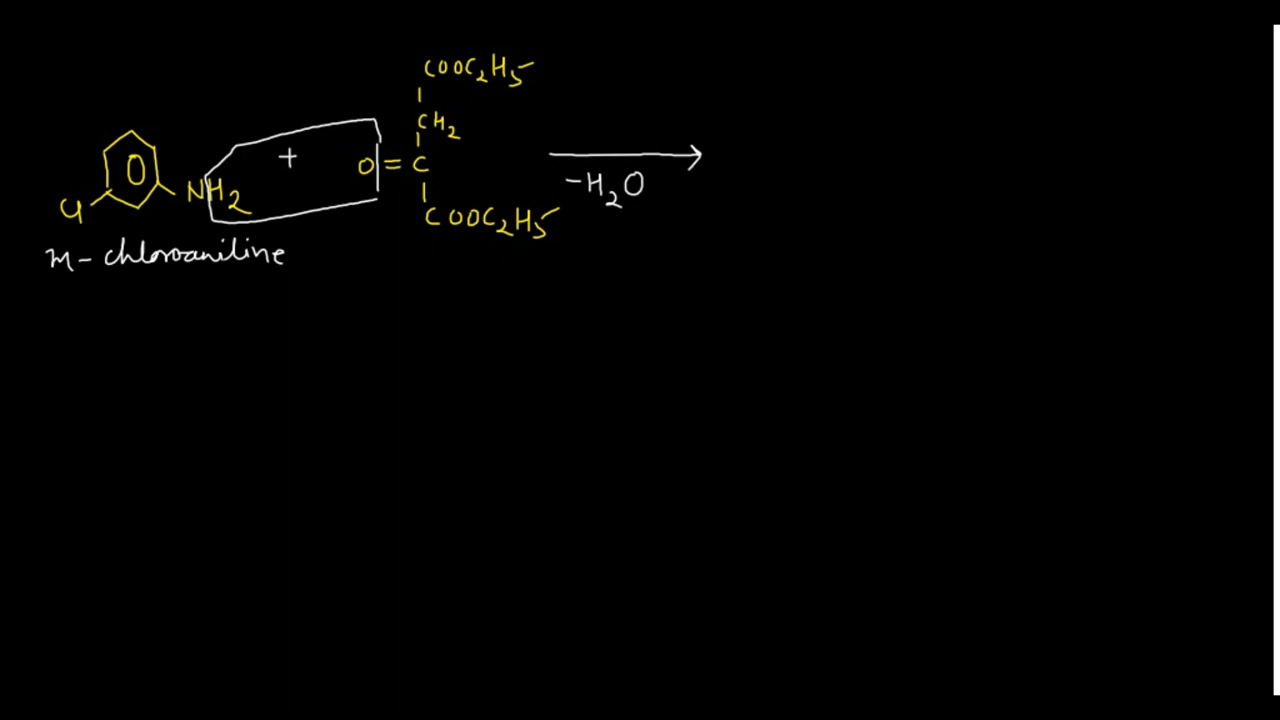 COOC2H5
CH2
Cl NH2 + O=C
-H2O
COOC2H5
m-chloroaniline